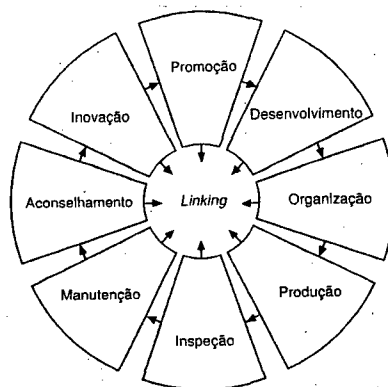 Promoção
Desenvolvimento
Organização
Produção
Inspeção
Manutenção
Aconselhamento
Inovação
Linking